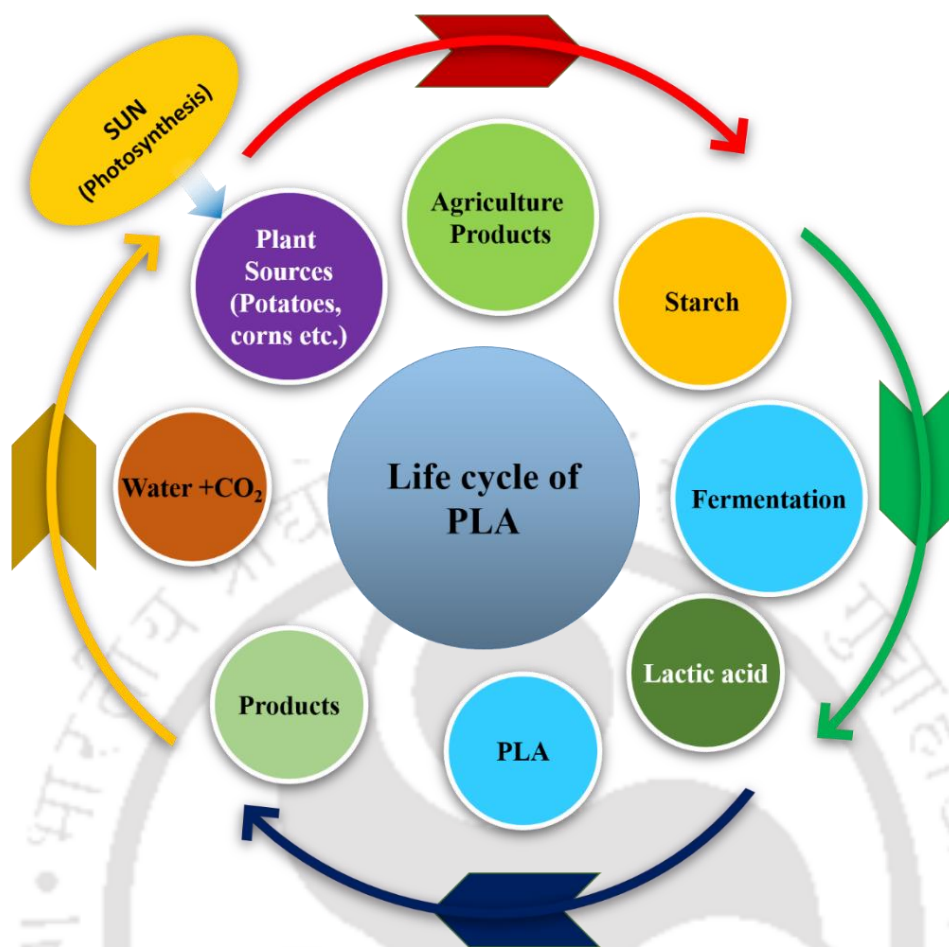 SUN
(Photosynthesis)
Plant
Sources
(Potatoes,
corns etc.)
Agriculture
Products
Starch
Fermentation
Lactic acid
PLA
Products
Water +CO₂
Life cycle of
PLA